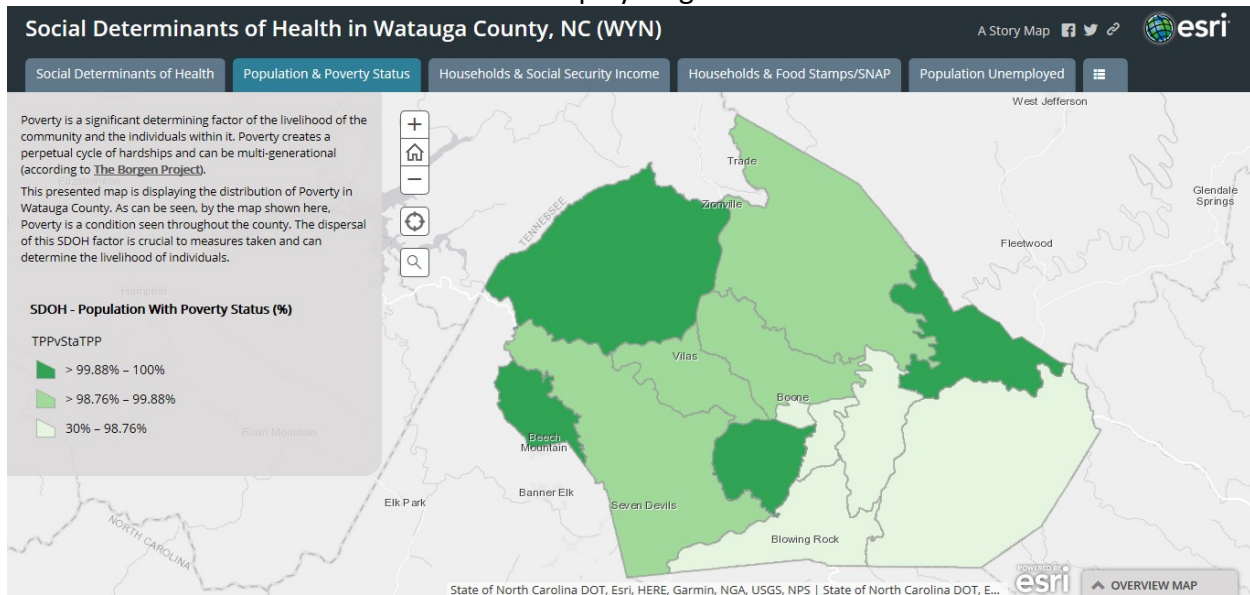 Social Determinants of Health in Watauga County, NC (WYN)
A Story Map
esri
Social Determinants of Health
Population & Poverty Status
Households & Social Security Income
Households & Food Stamps/SNAP
Population Unemployed
Poverty is a significant determining factor of the livelihood of the
community and the individuals within it. Poverty creates a
perpetual cycle of hardships and can be multi-generational
(according to The Borgen Project).
This presented map is displaying the distribution of Poverty in
Watauga County. As can be seen, by the map shown here,
Poverty is a condition seen throughout the county. The dispersal
of this SDOH factor is crucial to measures taken and can
determine the livelihood of individuals.
Hampton
SDOH - Population With Poverty Status (%)
TPPvStaTPP
> 99.88% – 100%
> 98.76% – 99.88%
30% – 98.76%
Roan Mountain
West Jefferson
Trade
Zionville
Glendale
Springs
TENNESSEE
Fleetwood
Vilas
Boone
Beech
Mountain
Banner Elk
Elk Park
Seven Devils
Blowing Rock
NORTH CAROLINA
State of North Carolina DOT, Esri, HERE, Garmin, NGA, USGS, NPS | State of North Carolina DOT, E...
POWERED BY
esri
OVERVIEW MAP